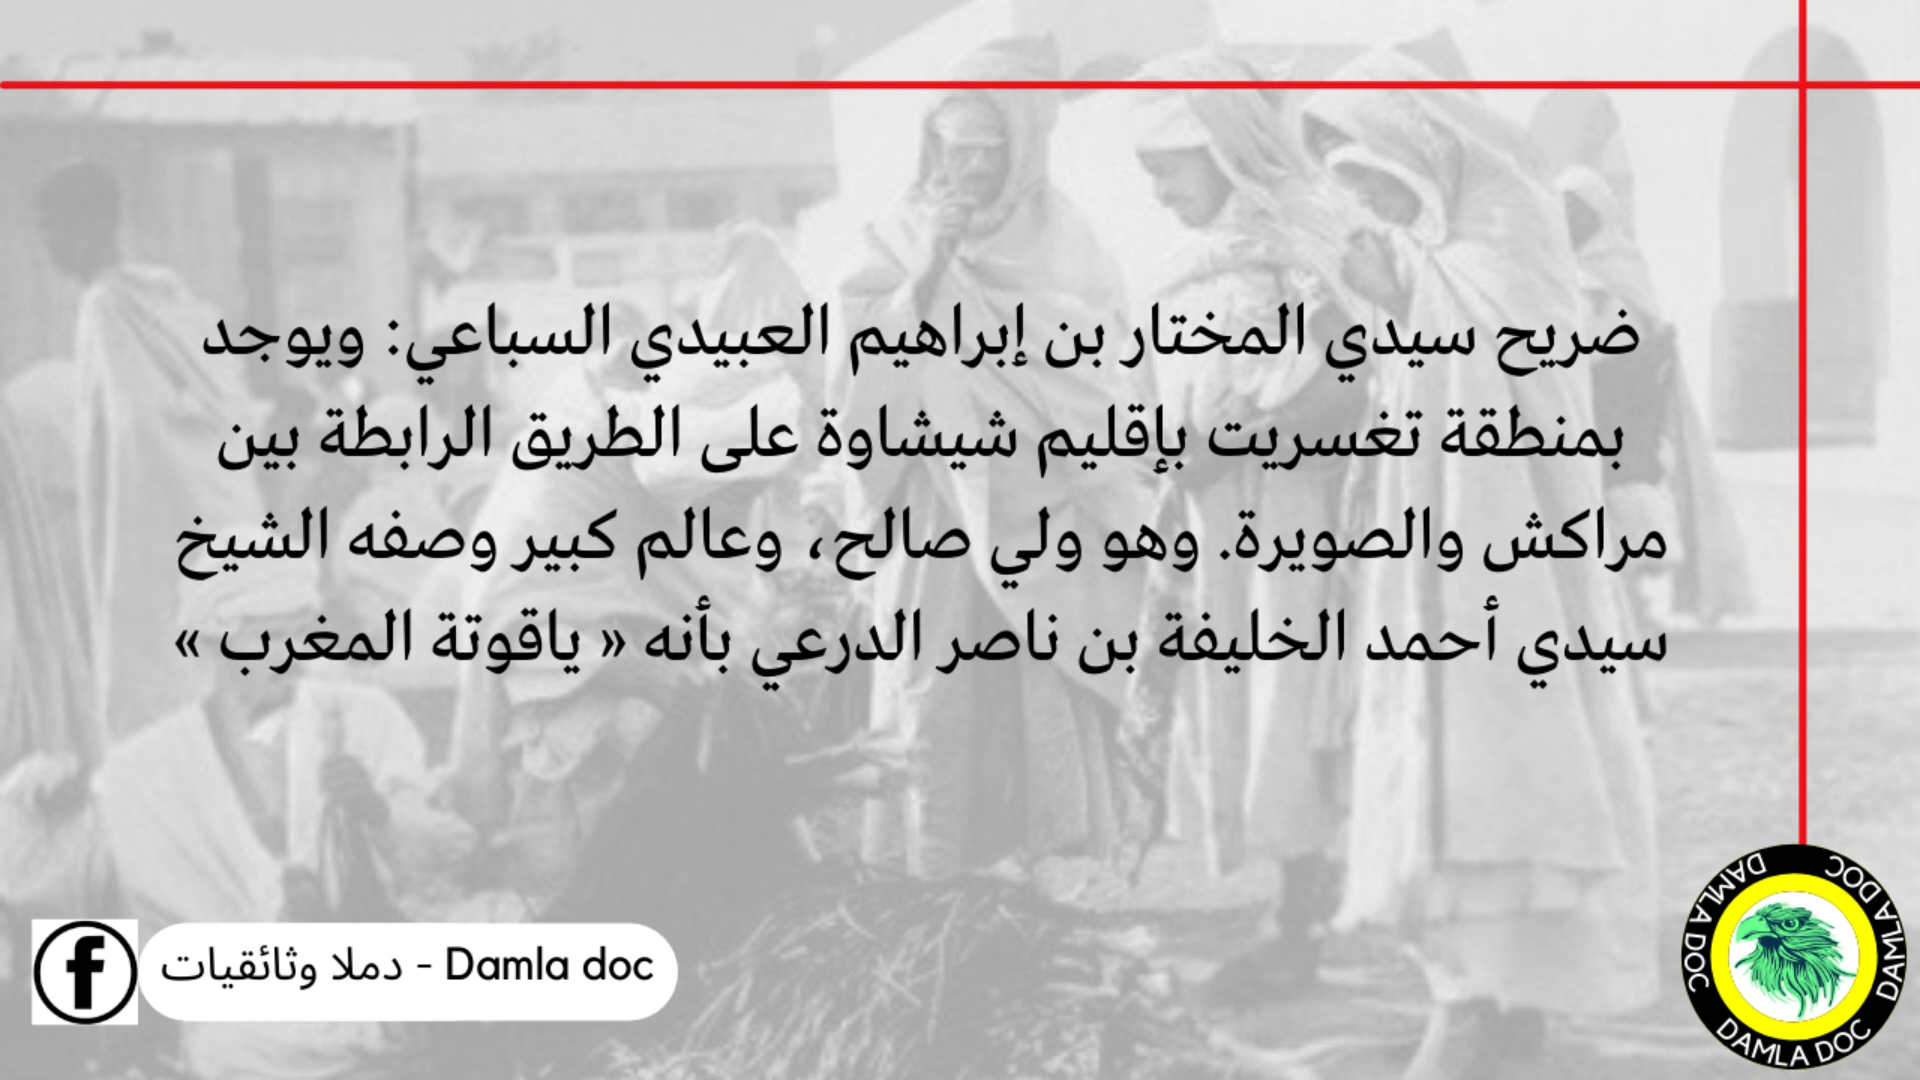 ضريح سيدي المختار بن إبراهيم العبيدي السباعي: ويوجد
بمنطقة تغسريت بإقليم شيشاوة على الطريق الرابطة بين
مراكش والصويرة. وهو ولي صالح، وعالم كبير وصفه الشيخ
سيدي أحمد الخليفة بن ناصر الدرعي بأنه « ياقوتة المغرب »
Damla doc - دملا وثائقيات
DAMLA DOC
DAMLA DOC
DAMLA DOC